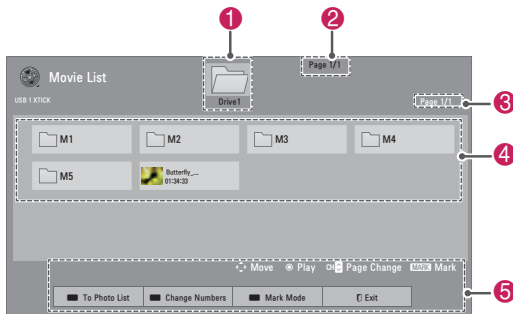 1
2
Page 1/1
Movie List
USB 1 XTICK
Drive1
Page 1/1
3
M1
M2
M3
M4
4
M5
Butterfly_...
01:34:33
Move
Play
CH
Page Change
MARK Mark
To Photo List
Change Numbers
Mark Mode
Exit
5